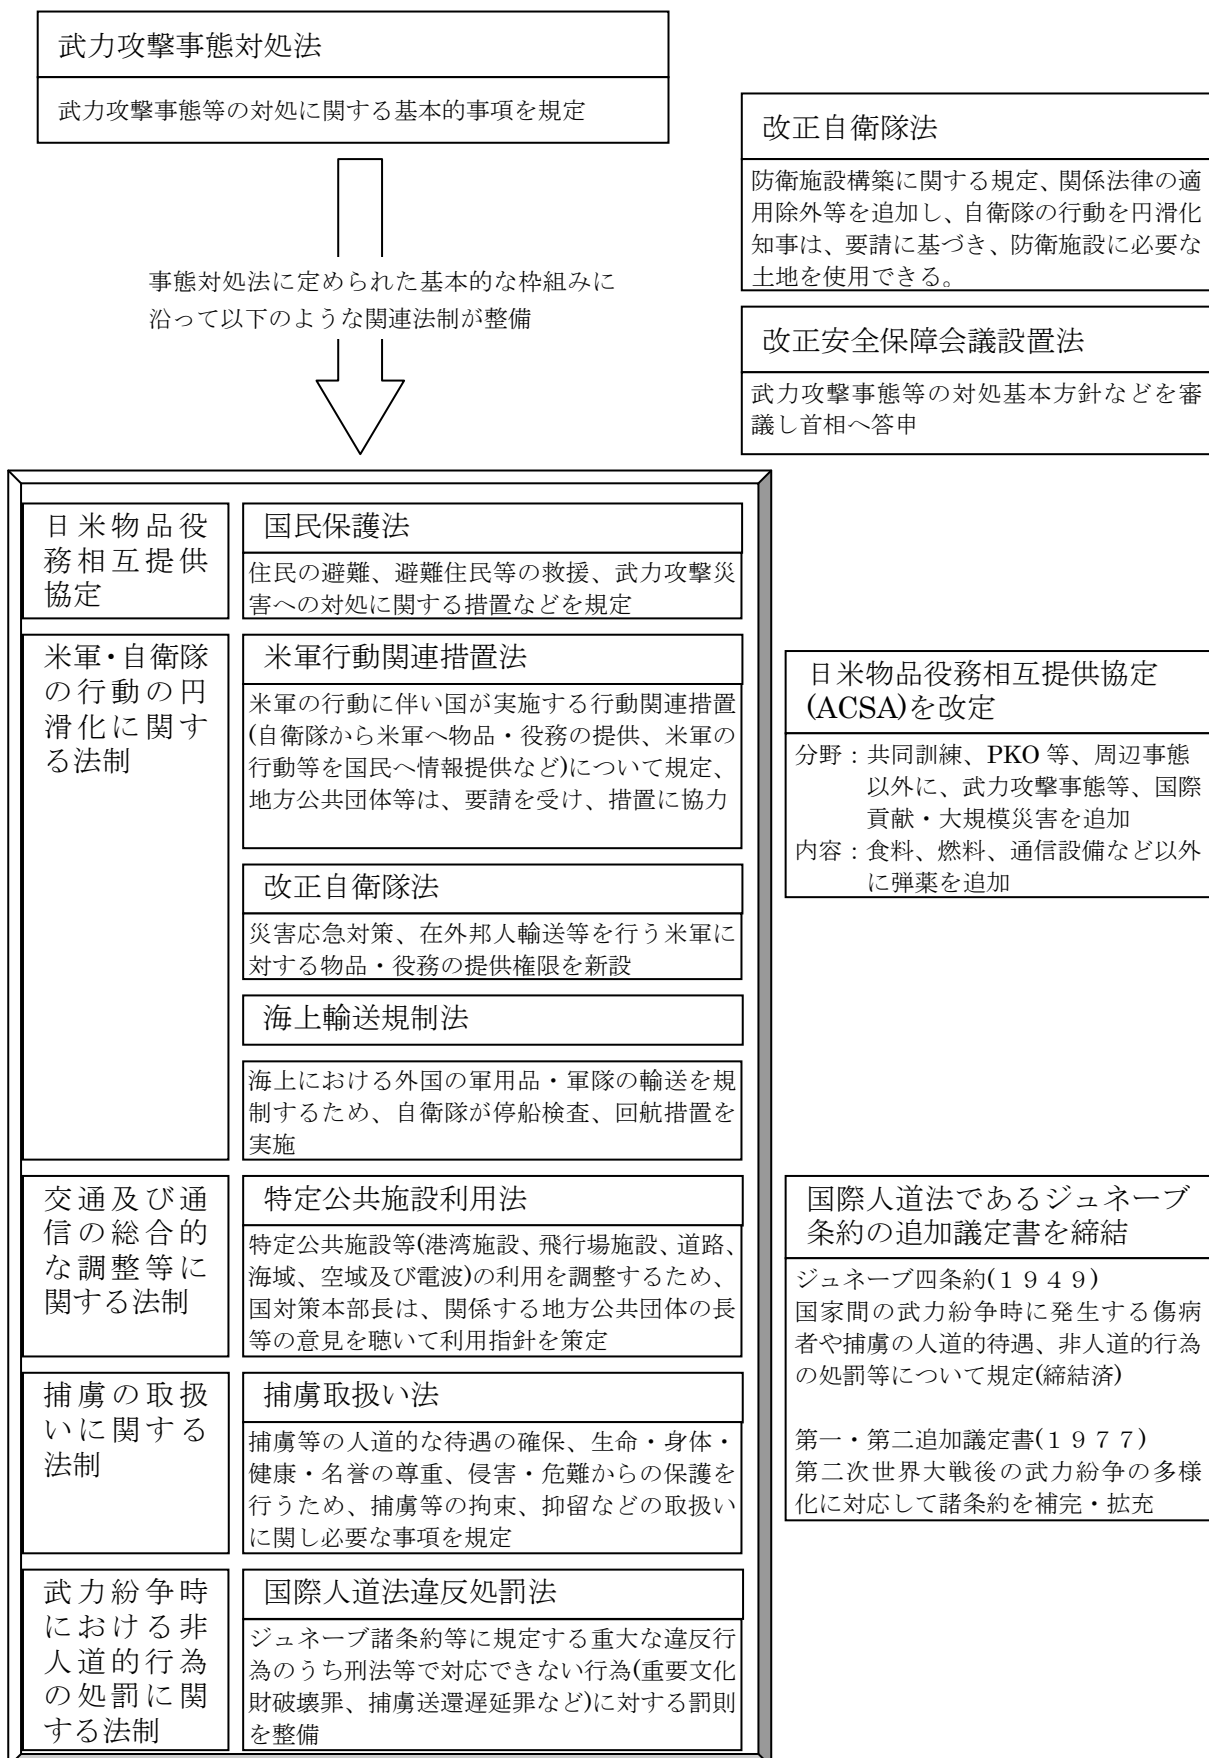 武力攻撃事態対処法
武力攻撃事態等の対処に関する基本的事項を規定
改正自衛隊法
防衛施設構築に関する規定、関係法律の適
用除外等を追加し、自衛隊の行動を円滑化
知事は、要請に基づき、防衛施設に必要な
土地を使用できる。
事態対処法に定められた基本的な枠組みに
沿って以下のような関連法制が整備
改正安全保障会議設置法
武力攻撃事態等の対処基本方針などを審
議し首相へ答申
日米物品役
務相互提供
協定
国民保護法
住民の避難、避難住民等の救援、武力攻撃災
害への対処に関する措置などを規定
米軍・自衛隊
の行動の円
滑化に関す
る法制
米軍行動関連措置法
米軍の行動に伴い国が実施する行動関連措置
(自衛隊から米軍へ物品・役務の提供、米軍の
行動等を国民へ情報提供など)について規定、
地方公共団体等は、要請を受け、措置に協力
日米物品役務相互提供協定
(ACSA)を改定
分野：共同訓練、PKO 等、周辺事態
以外に、武力攻撃事態等、国際
貢献・大規模災害を追加
内容：食料、燃料、通信設備など以外
に弾薬を追加
改正自衛隊法
災害応急対策、在外邦人輸送等を行う米軍に
対する物品・役務の提供権限を新設
海上輸送規制法
海上における外国の軍用品・軍隊の輸送を規
制するため、自衛隊が停船検査、回航措置を
実施
交通及び通
信の総合的
な調整等に
関する法制
特定公共施設利用法
特定公共施設等(港湾施設、飛行場施設、道路、
海域、空域及び電波)の利用を調整するため、
国対策本部長は、関係する地方公共団体の長
等の意見を聴いて利用指針を策定
国際人道法であるジュネーブ
条約の追加議定書を締結
ジュネーブ四条約(１９４９)
国家間の武力紛争時に発生する傷病
者や捕虜の人道的待遇、非人道的行為
の処罰等について規定(締結済)
第一・第二追加議定書(１９７７)
第二次世界大戦後の武力紛争の多様
化に対応して諸条約を補完・拡充
捕虜の取扱
いに関する
法制
捕虜取扱い法
捕虜等の人道的な待遇の確保、生命・身体・
健康・名誉の尊重、侵害・危難からの保護を
行うため、捕虜等の拘束、抑留などの取扱い
に関し必要な事項を規定
武力紛争時
における非
人道的行為
の処罰に関
する法制
国際人道法違反処罰法
ジュネーブ諸条約等に規定する重大な違反行
為のうち刑法等で対応できない行為(重要文化
財破壊罪、捕虜送還遅延罪など)に対する罰則
を整備